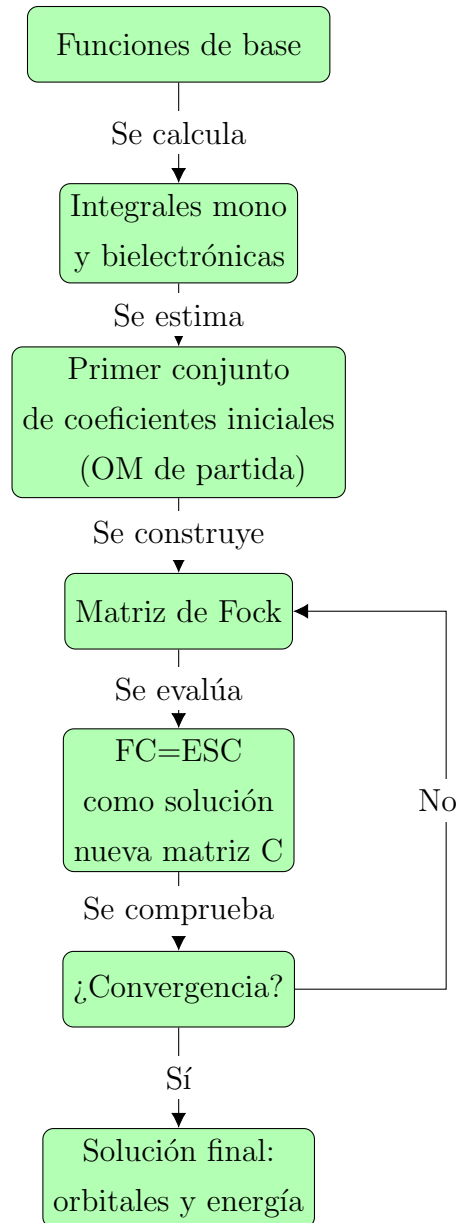 Funciones de base
Se calcula
Integrales mono
y bielectrónicas
Se estima
Primer conjunto
de coeficientes iniciales
(OM de partida)
Se construye
Matriz de Fock
Se evalúa
FC=ESC
como solución
nueva matriz C
No
Se comprueba
¿Convergencia?
Sí
Solución final:
orbitales y energía